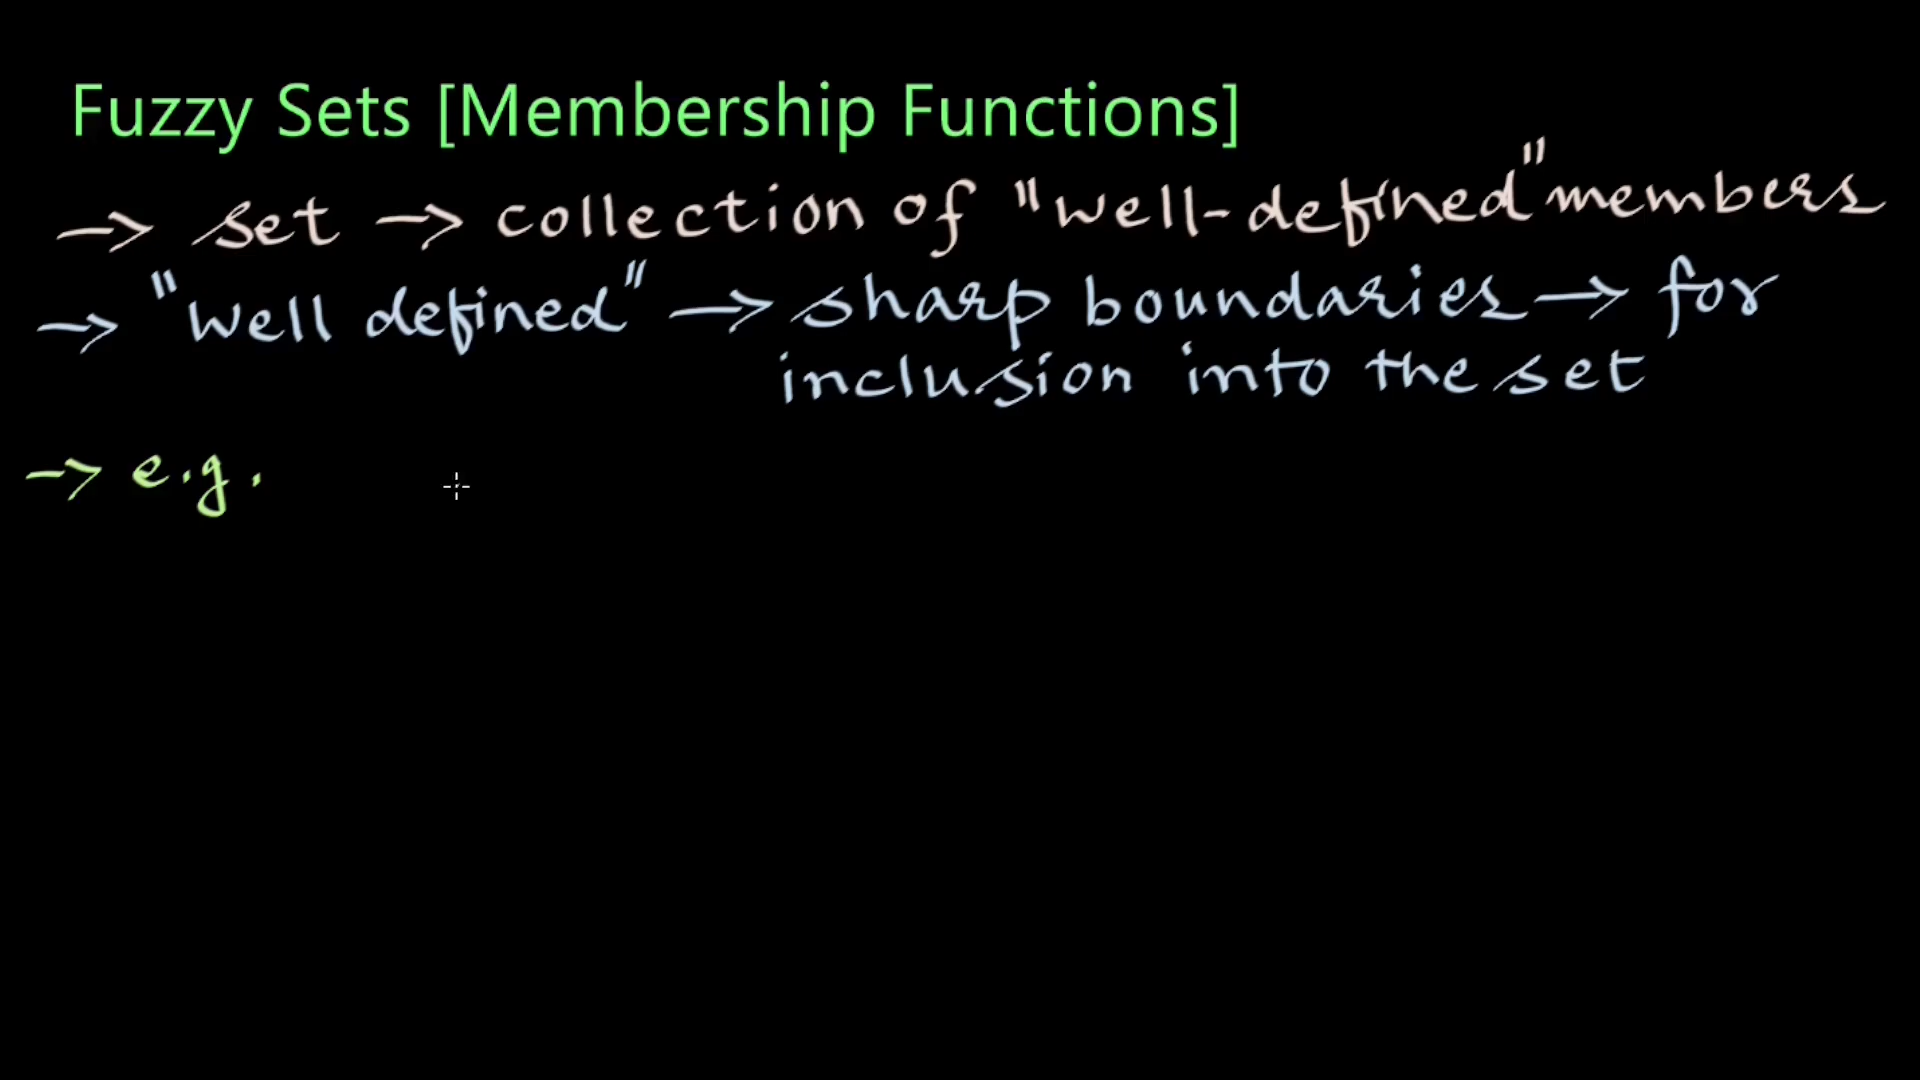 Fuzzy Sets [Membership Functions]
→ set → collection of "well-defined" members
→ "well defined" → sharp boundaries → for
inclusion into the set
→ e.g.